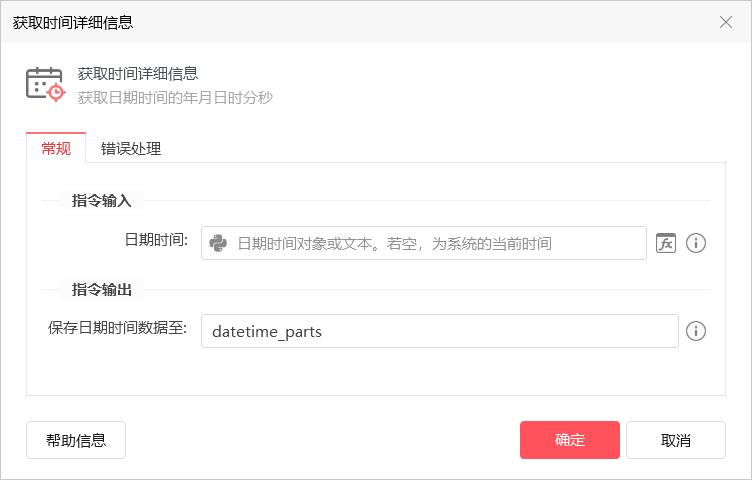 获取时间详细信息
获取时间详细信息
获取日期时间的年月日时分秒
常规 错误处理
指令输入
日期时间: 日期时间对象或文本。若空，为系统的当前时间 fx
指令输出
保存日期时间数据至: datetime_parts
帮助信息 确定 取消